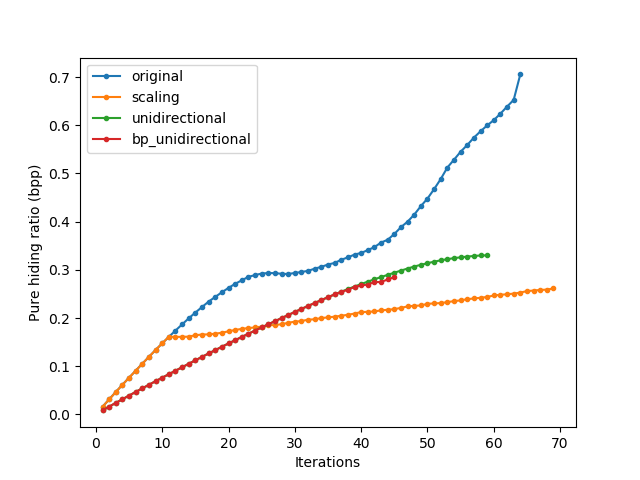 original
scaling
unidirectional
bp_unidirectional
Pure hiding ratio (bpp)
0.7
0.6
0.5
0.4
0.3
0.2
0.1
0.0
0 10 20 30 40 50 60 70
Iterations